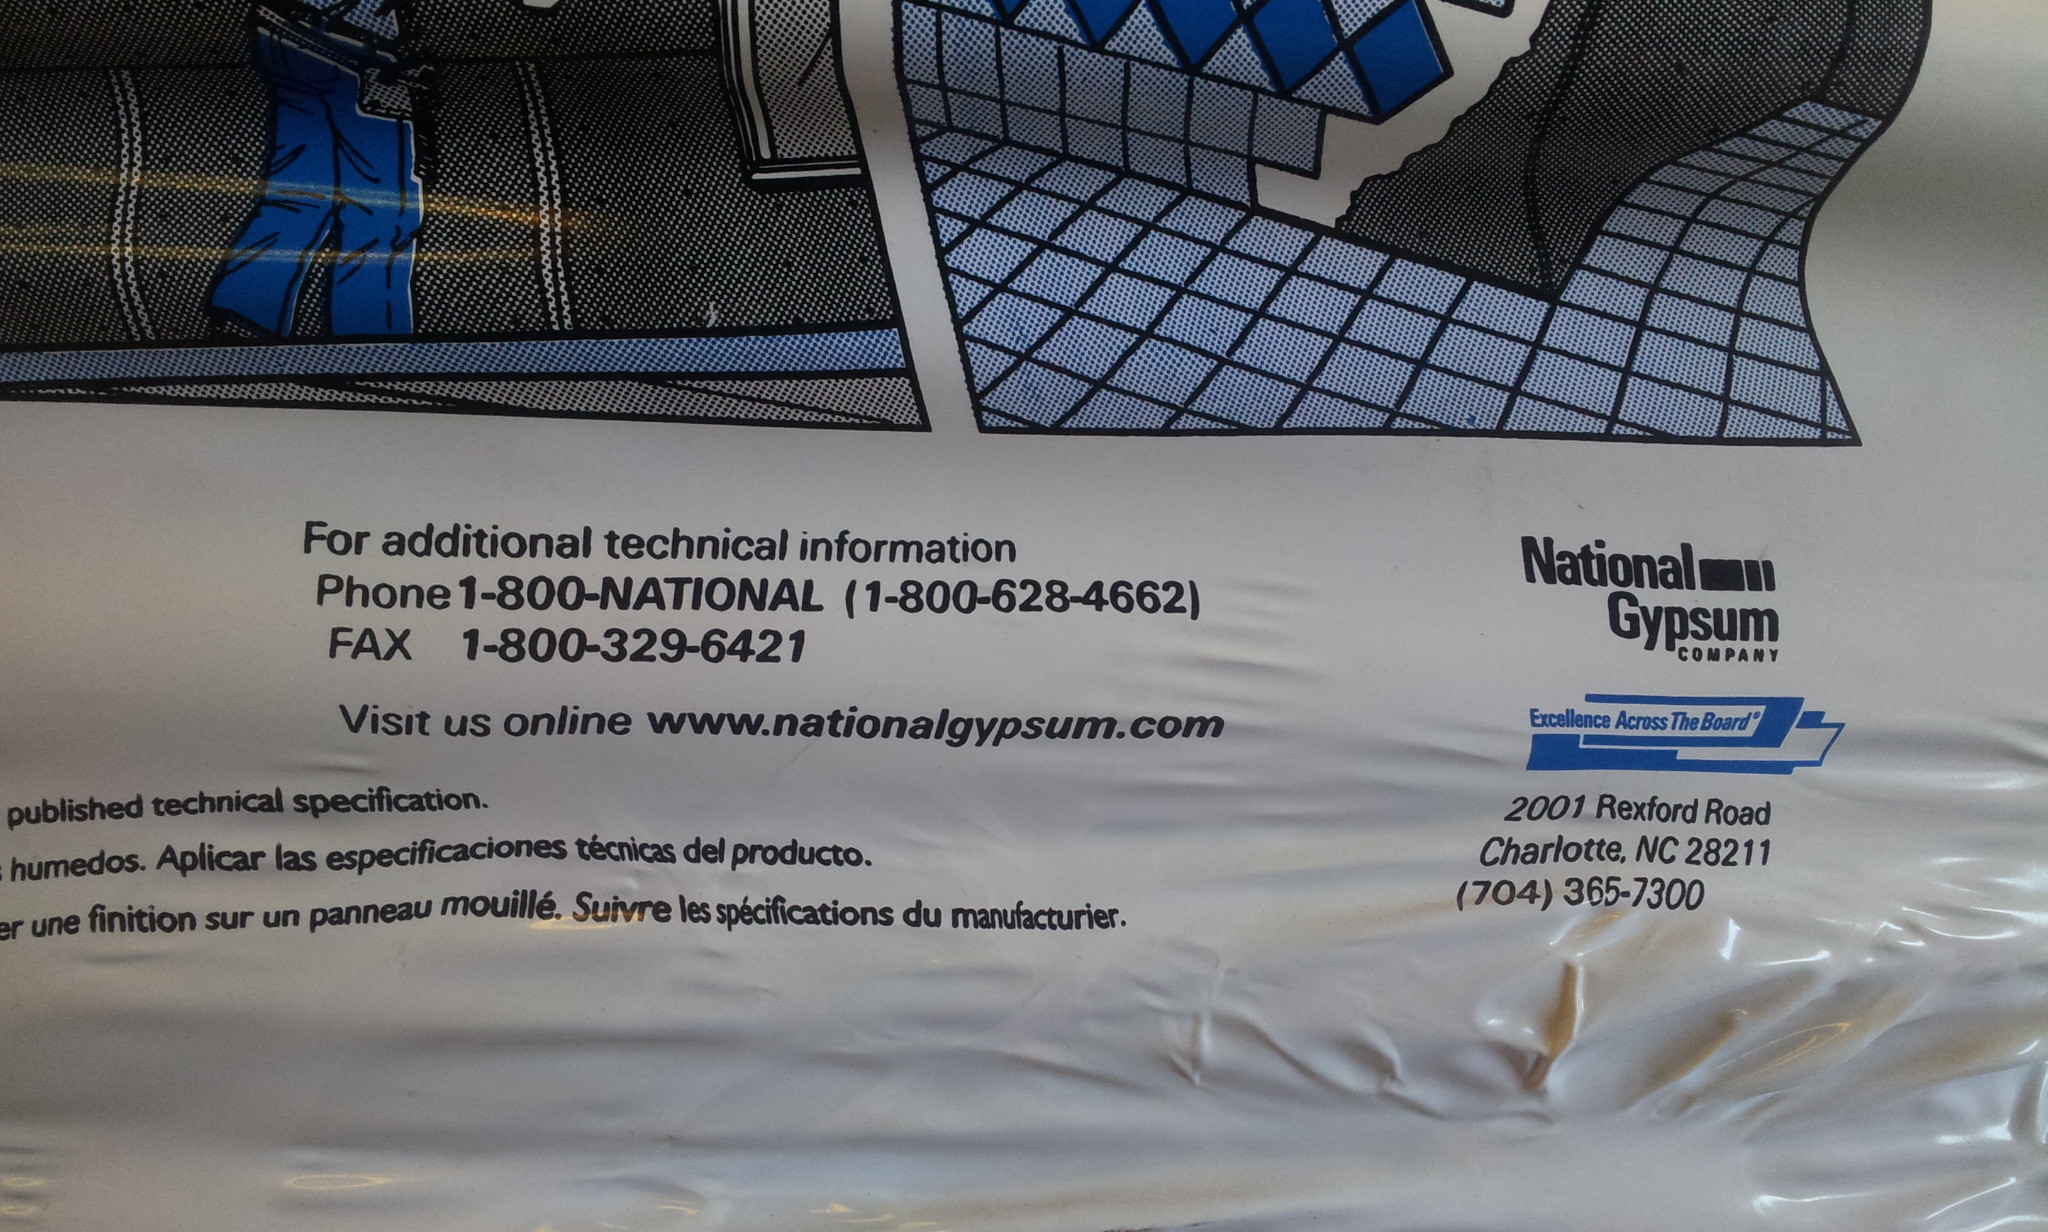 For additional technical information
Phone 1-800-NATIONAL (1-800-628-4662)
FAX 1-800-329-6421
Visit us online www.nationalgypsum.com
published technical specification.
humedos. Aplicar las especificaciones técnicas del producto.
une finition sur un panneau mouillé. Suivre les spécifications du manufacturier.
National
Gypsum
COMPANY
Excellence Across The Board®
2001 Rexford Road
Charlotte, NC 28211
(704) 365-7300